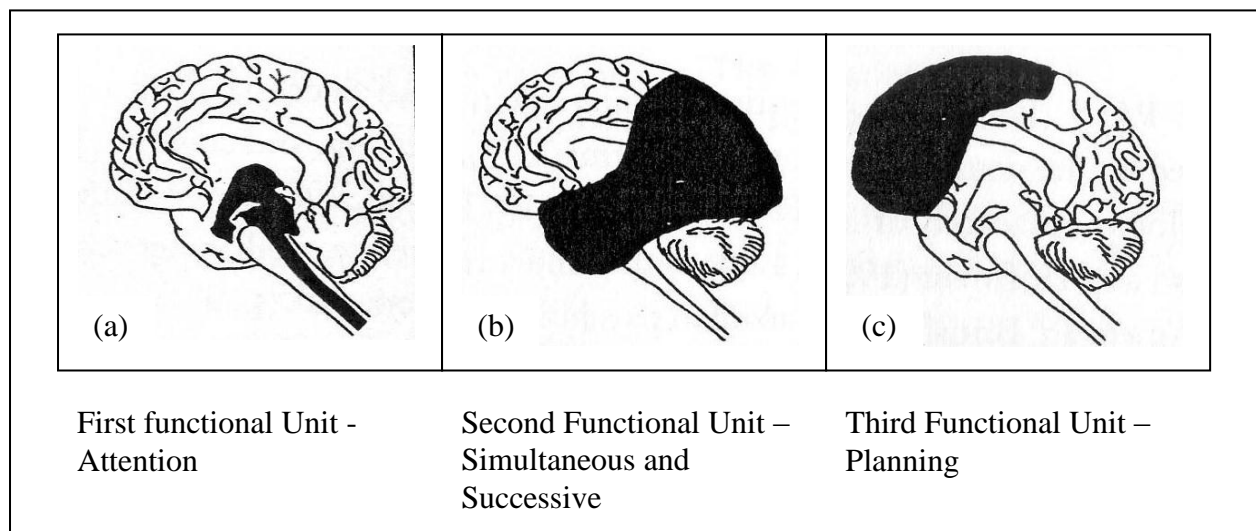 (a)
(b)
(c)
First functional Unit -
Attention
Second Functional Unit –
Simultaneous and
Successive
Third Functional Unit –
Planning